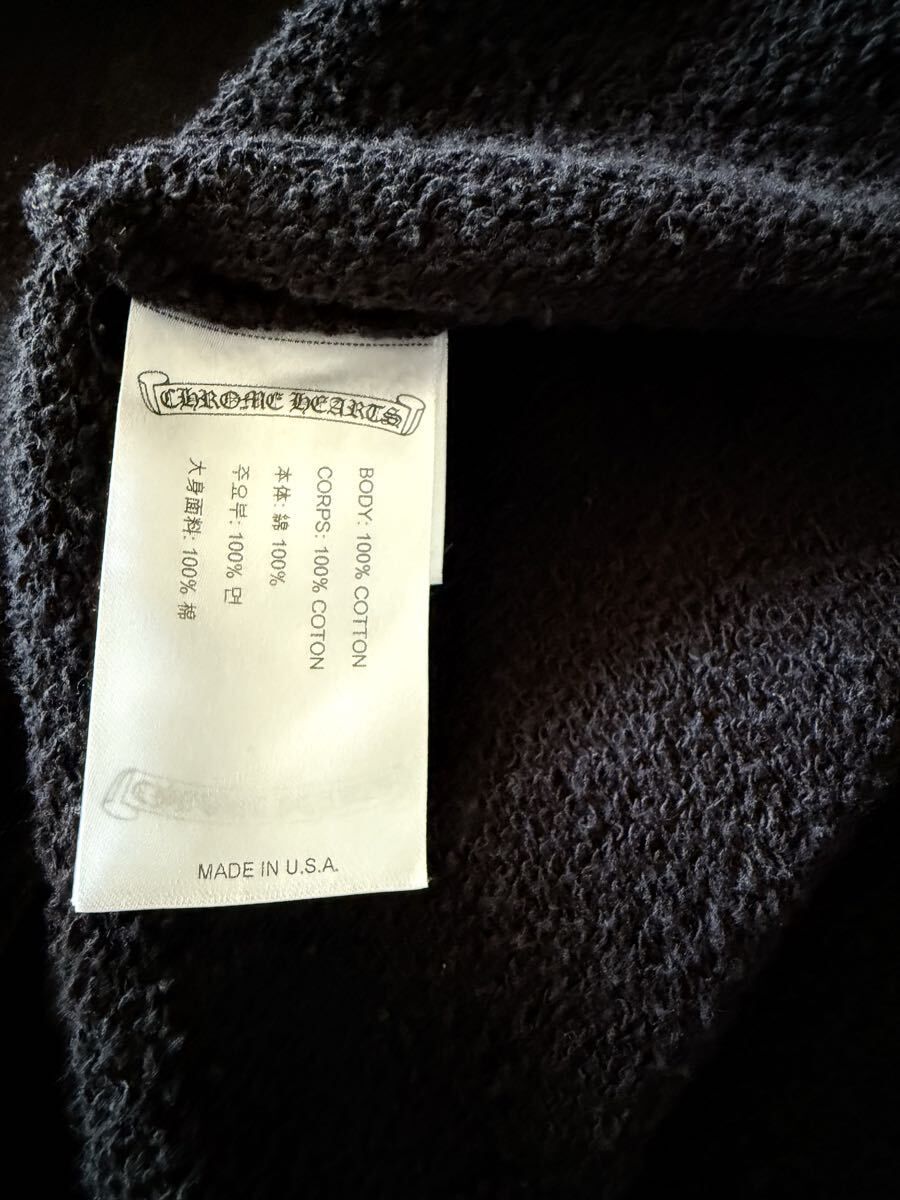 CHROME HEARTS
BODY: 100% COTTON
CORPS: 100% COTON
本体: 綿 100%
주요부: 100% 면
大身面料: 100% 棉
MADE IN U.S.A.